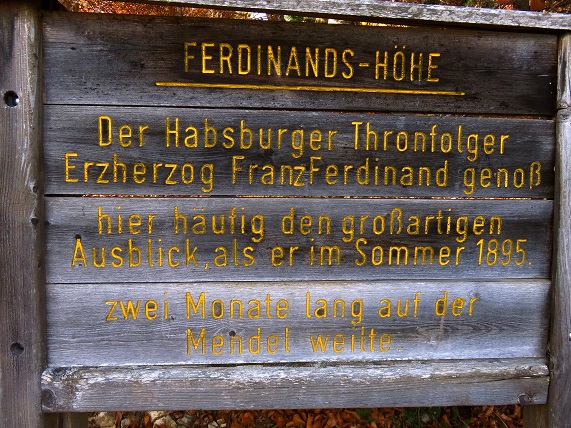 FERDINANDS-HÖHE
Der Habsburger Thronfolger
Erzherzog FranzFerdinand genoß
hier häufig den großartigen
Ausblick,als er im Sommer 1895.
zwei Monate lang auf der
Mendel weilte.